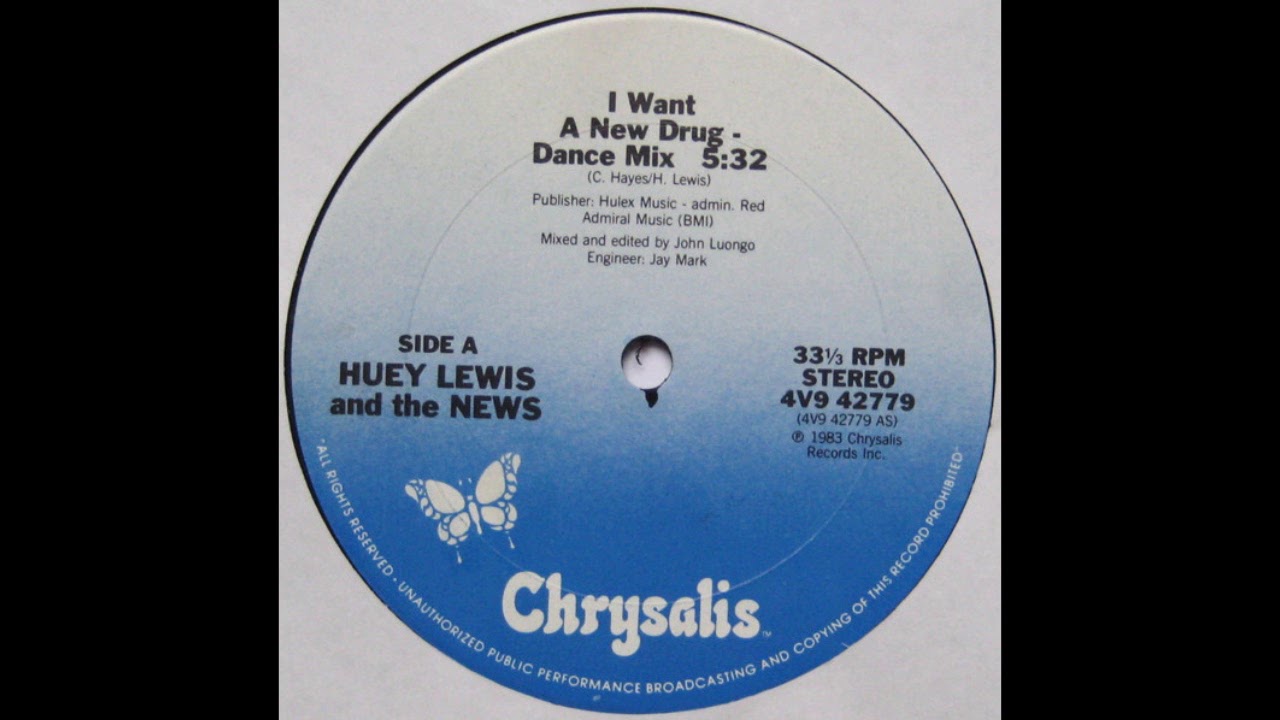 I Want
A New Drug -
Dance Mix 5:32
(C. Hayes/H. Lewis)
Publisher: Hulex Music - admin. Red
Admiral Music (BMI)
Mixed and edited by John Luongo
Engineer: Jay Mark
SIDE A
HUEY LEWIS
and the NEWS
33⅓ RPM
STEREO
4V9 42779
(4V9 42779 AS)
℗ 1983 Chrysalis
Records Inc.
Chrysalis™
"ALL RIGHTS RESERVED - UNAUTHORIZED PUBLIC PERFORMANCE BROADCASTING AND COPYING OF THIS RECORD PROHIBITED"